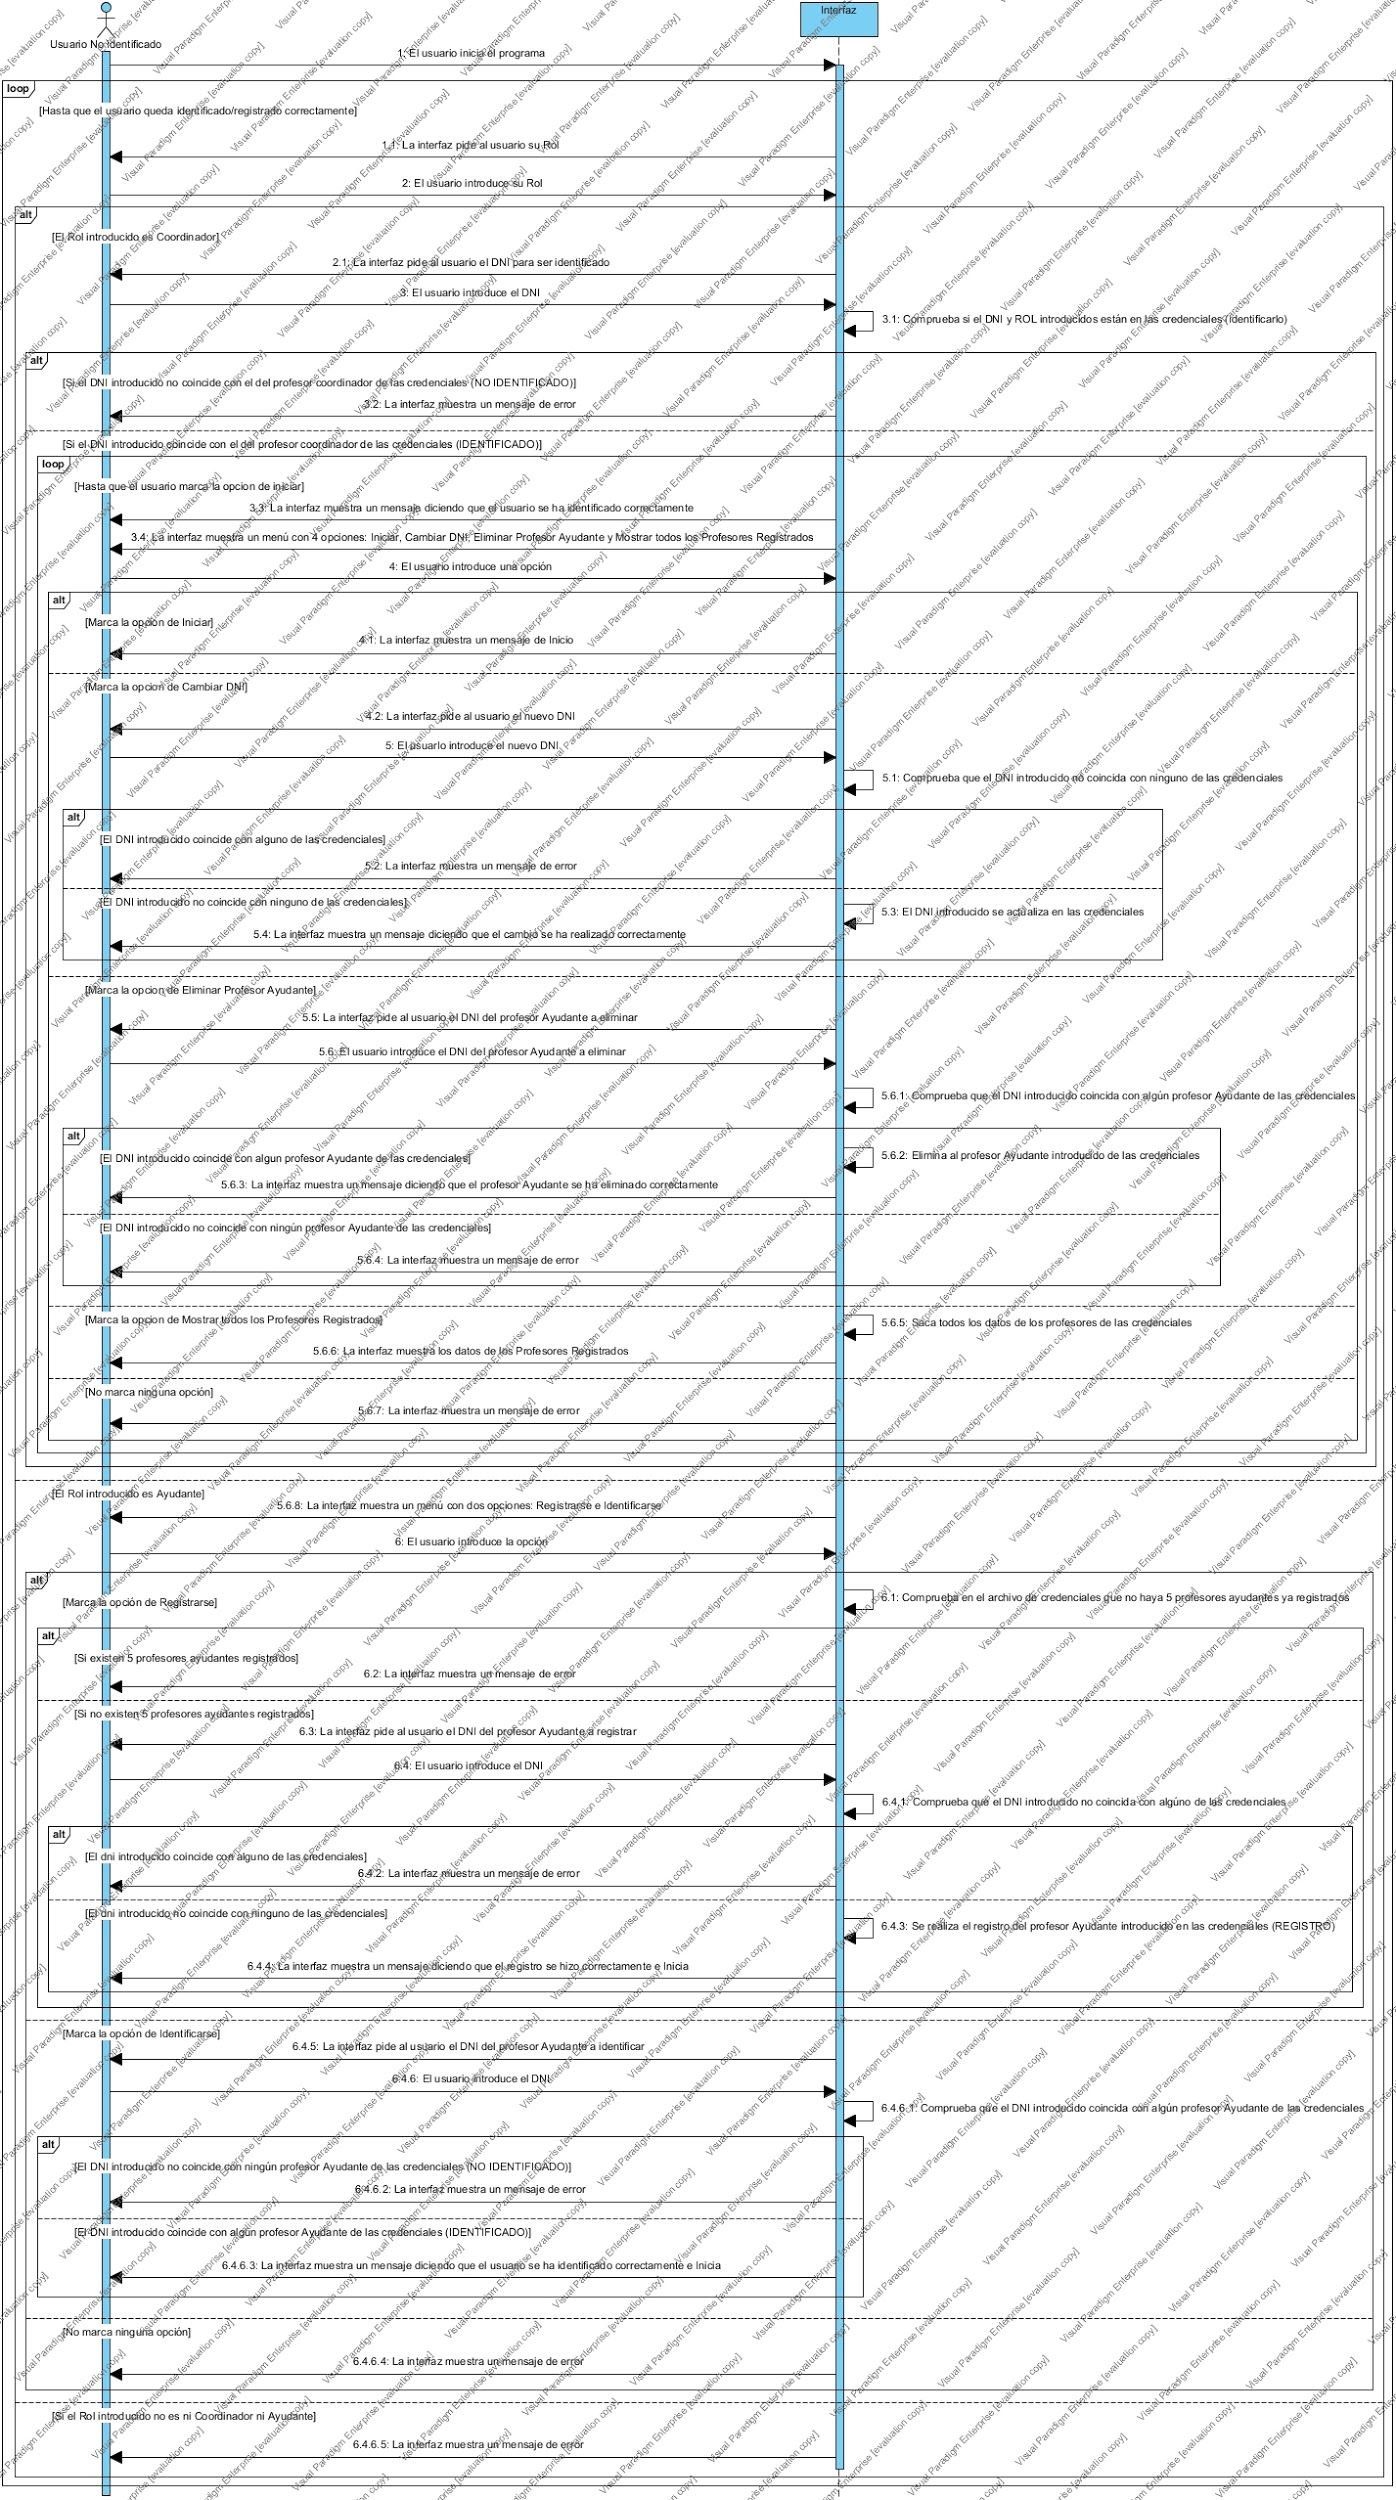 Usuario No identificado
Interfaz
1: El usuario inicia el programa
loop
[Hasta que el usuario queda identificado/registrado correctamente]
1.1: La interfaz pide al usuario su Rol
2: El usuario introduce su Rol
alt
[El Rol introducido es Coordinador]
2.1: La interfaz pide al usuario el DNI para ser identificado
3: El usuario introduce el DNI
3.1: Comprueba si el DNI y ROL introducidos están en las credenciales (identificarlo)
alt
[Si el DNI introducido no coincide con el del profesor coordinador de las credenciales (NO IDENTIFICADO)]
3.2: La interfaz muestra un mensaje de error
[Si el DNI introducido coincide con el del profesor coordinador de las credenciales (IDENTIFICADO)]
loop
[Hasta que el usuario marca la opcion de iniciar]
3.3: La interfaz muestra un mensaje diciendo que el usuario se ha identificado correctamente
3.4: La interfaz muestra un menú con 4 opciones: Iniciar, Cambiar DNI, Eliminar Profesor Ayudante y Mostrar todos los Profesores Registrados
4: El usuario introduce una opción
alt
[Marca la opción de Iniciar]
4.1: La interfaz muestra un mensaje de Inicio
[Marca la opcion de Cambiar DNI]
4.2: La interfaz pide al usuario el nuevo DNI
5: El usuario introduce el nuevo DNI
5.1: Comprueba que el DNI introducido no coincida con ninguno de las credenciales
alt
[El DNI introducido coincide con alguno de las credenciales]
5.2: La interfaz muestra un mensaje de error
[El DNI introducido no coincide con ninguno de las credenciales]
5.3: El DNI introducido se actualiza en las credenciales
5.4: La interfaz muestra un mensaje diciendo que el cambio se ha realizado correctamente
[Marca la opcion de Eliminar Profesor Ayudante]
5.5: La interfaz pide al usuario el DNI del profesor Ayudante a eliminar
5.6: El usuario introduce el DNI del profesor Ayudante a eliminar
5.6.1: Comprueba que el DNI introducido coincida con algún profesor Ayudante de las credenciales
alt
[El DNI introducido coincide con algun profesor Ayudante de las credenciales]
5.6.2: Elimina al profesor Ayudante introducido de las credenciales
5.6.3: La interfaz muestra un mensaje diciendo que el profesor Ayudante se ha eliminado correctamente
[El DNI introducido no coincide con ningún profesor Ayudante de las credenciales]
5.6.4: La interfaz muestra un mensaje de error
[Marca la opcion de Mostrar todos los Profesores Registrados]
5.6.5: Saca todos los datos de los profesores de las credenciales
5.6.6: La interfaz muestra los datos de los Profesores Registrados
[No marca ninguna opción]
5.6.7: La interfaz muestra un mensaje de error
[El Rol introducido es Ayudante]
5.6.8: La interfaz muestra un menú con dos opciones: Registrarse e Identificarse
6: El usuario introduce la opción
alt
[Marca la opción de Registrarse]
6.1: Comprueba en el archivo de credenciales que no haya 5 profesores ayudantes ya registrados
alt
[Si existen 5 profesores ayudantes registrados]
6.2: La interfaz muestra un mensaje de error
[Si no existen 5 profesores ayudantes registrados]
6.3: La interfaz pide al usuario el DNI del profesor Ayudante a registrar
6.4: El usuario introduce el DNI
6.4.1: Comprueba que el DNI introducido no coincida con algúno de las credenciales
alt
[El dni introducido coincide con alguno de las credenciales]
6.4.2: La interfaz muestra un mensaje de error
[El dni introducido no coincide con ninguno de las credenciales]
6.4.3: Se realiza el registro del profesor Ayudante introducido en las credenciales (REGISTRO)
6.4.4: La interfaz muestra un mensaje diciendo que el registro se hizo correctamente e Inicia
[Marca la opción de Identificarse]
6.4.5: La interfaz pide al usuario el DNI del profesor Ayudante a identificar
6.4.6: El usuario introduce el DNI
6.4.6.1: Comprueba que el DNI introducido coincida con algún profesor Ayudante de las credenciales
alt
[El DNI introducido no coincide con ningún profesor Ayudante de las credenciales (NO IDENTIFICADO)]
6.4.6.2: La interfaz muestra un mensaje de error
[El DNI introducido coincide con algún profesor Ayudante de las credenciales (IDENTIFICADO)]
6.4.6.3: La interfaz muestra un mensaje diciendo que el usuario se ha identificado correctamente e Inicia
[No marca ninguna opción]
6.4.6.4: La interfaz muestra un mensaje de error
[Si el Rol introducido no es ni Coordinador ni Ayudante]
6.4.6.5: La interfaz muestra un mensaje de error
Visual Paradigm Enterprise [evaluation copy]